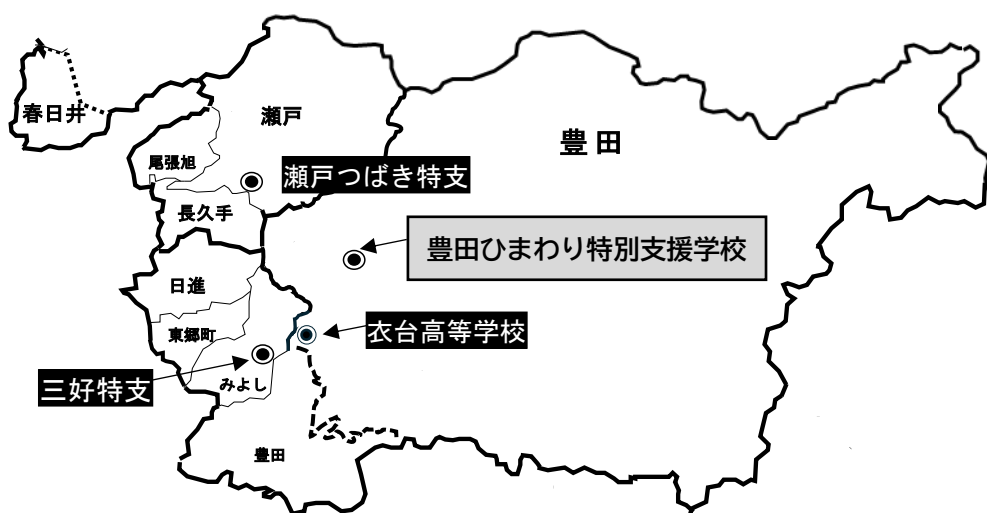 春日井
瀬戸
豊田
尾張旭
瀬戸つばき特支
長久手
豊田ひまわり特別支援学校
日進
東郷町
衣台高等学校
三好特支
みよし
豊田